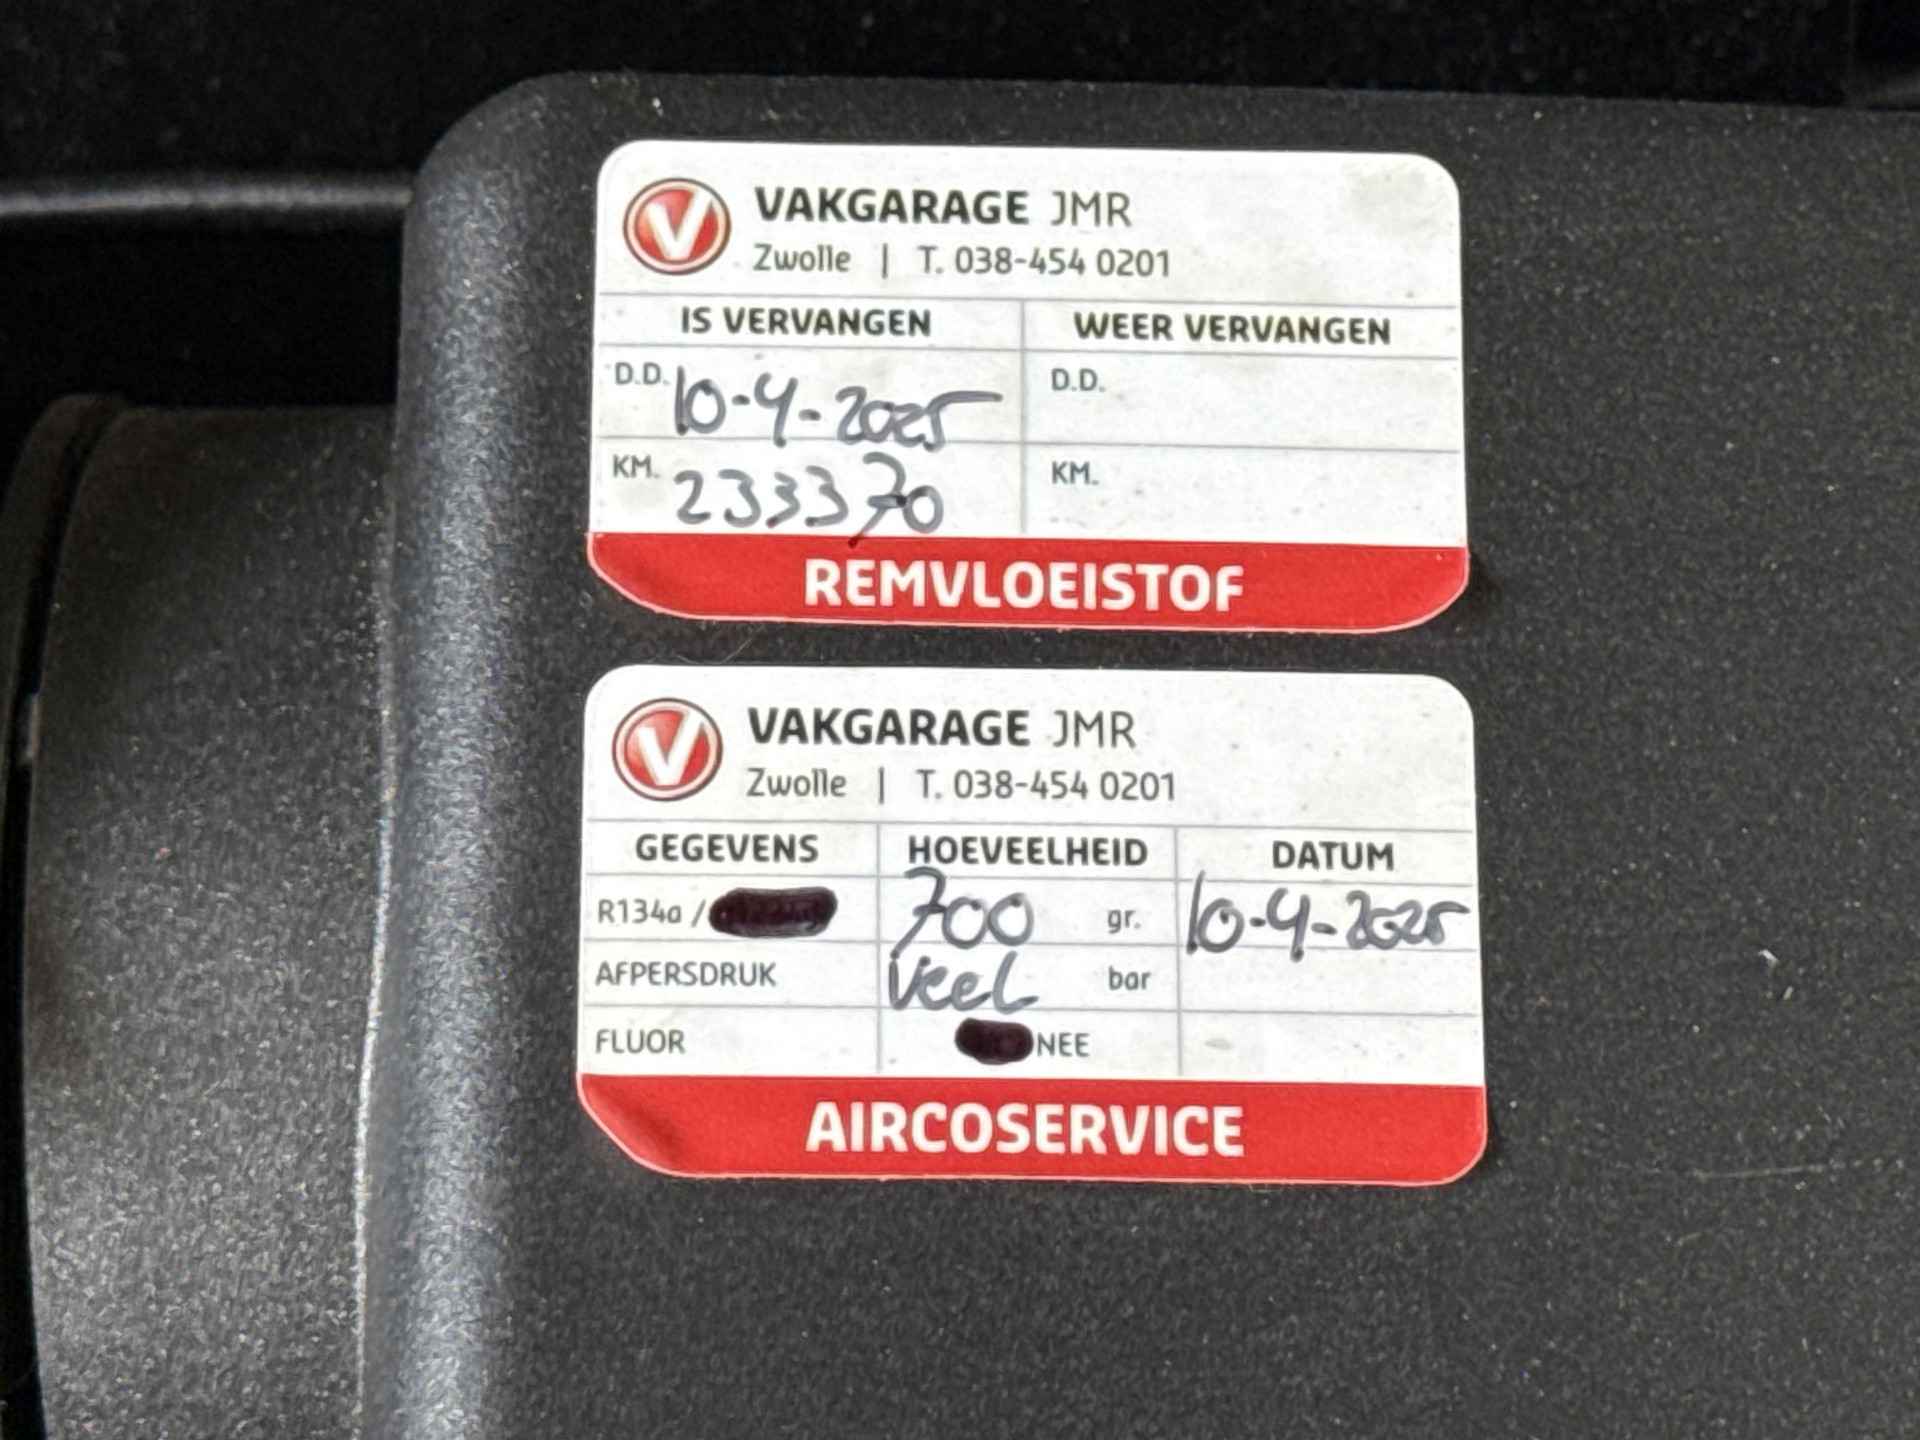 VAKGARAGE JMR
Zwolle | T. 038-454 0201
IS VERVANGEN WEER VERVANGEN
D.D. 10-4-2025 D.D.
KM. 233370 KM.
REMVLOEISTOF
VAKGARAGE JMR
Zwolle | T. 038-454 0201
GEGEVENS HOEVEELHEID DATUM
R134a / 700 gr. 10-4-2025
AFPERSDRUK Veel bar
FLUOR NEE
AIRCOSERVICE